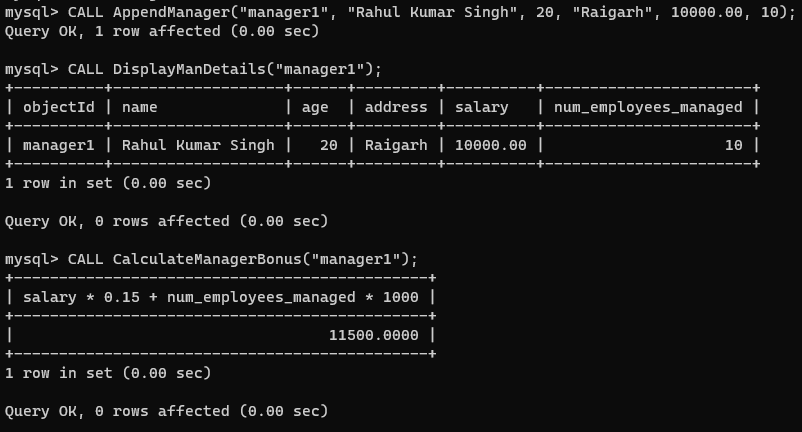 mysql> CALL AppendManager("manager1", "Rahul Kumar Singh", 20, "Raigarh", 10000.00, 10);
Query OK, 1 row affected (0.00 sec)

mysql> CALL DisplayManDetails("manager1");
+----------+-------------------+------+---------+----------+-----------------------+
| objectId | name              | age  | address | salary   | num_employees_managed |
+----------+-------------------+------+---------+----------+-----------------------+
| manager1 | Rahul Kumar Singh |   20 | Raigarh | 10000.00 |                    10 |
+----------+-------------------+------+---------+----------+-----------------------+
1 row in set (0.00 sec)

Query OK, 0 rows affected (0.00 sec)

mysql> CALL CalculateManagerBonus("manager1");
+----------------------------------------------+
| salary * 0.15 + num_employees_managed * 1000 |
+----------------------------------------------+
|                                   11500.0000 |
+----------------------------------------------+
1 row in set (0.00 sec)

Query OK, 0 rows affected (0.00 sec)